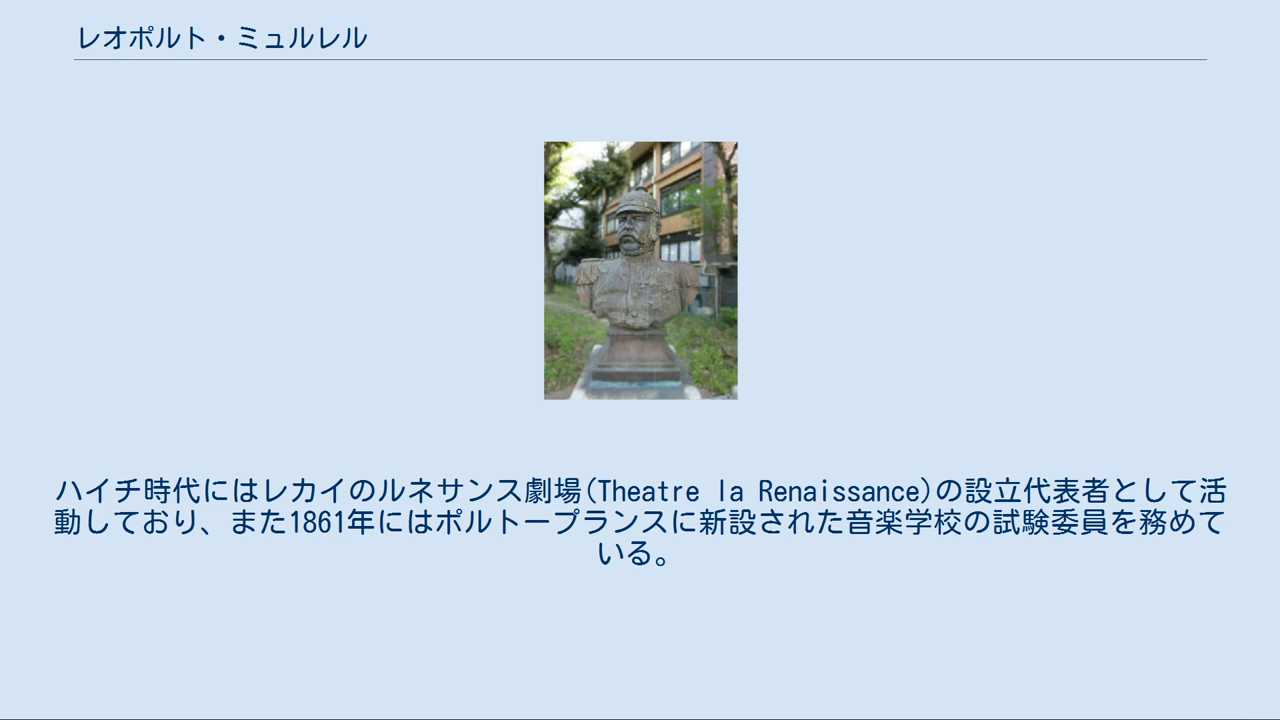 レオポルト・ミュルレル
ハイチ時代にはレカイのルネサンス劇場(Theatre la Renaissance)の設立代表者として活
動しており、また1861年にはポルトープランスに新設された音楽学校の試験委員を務めて
いる。